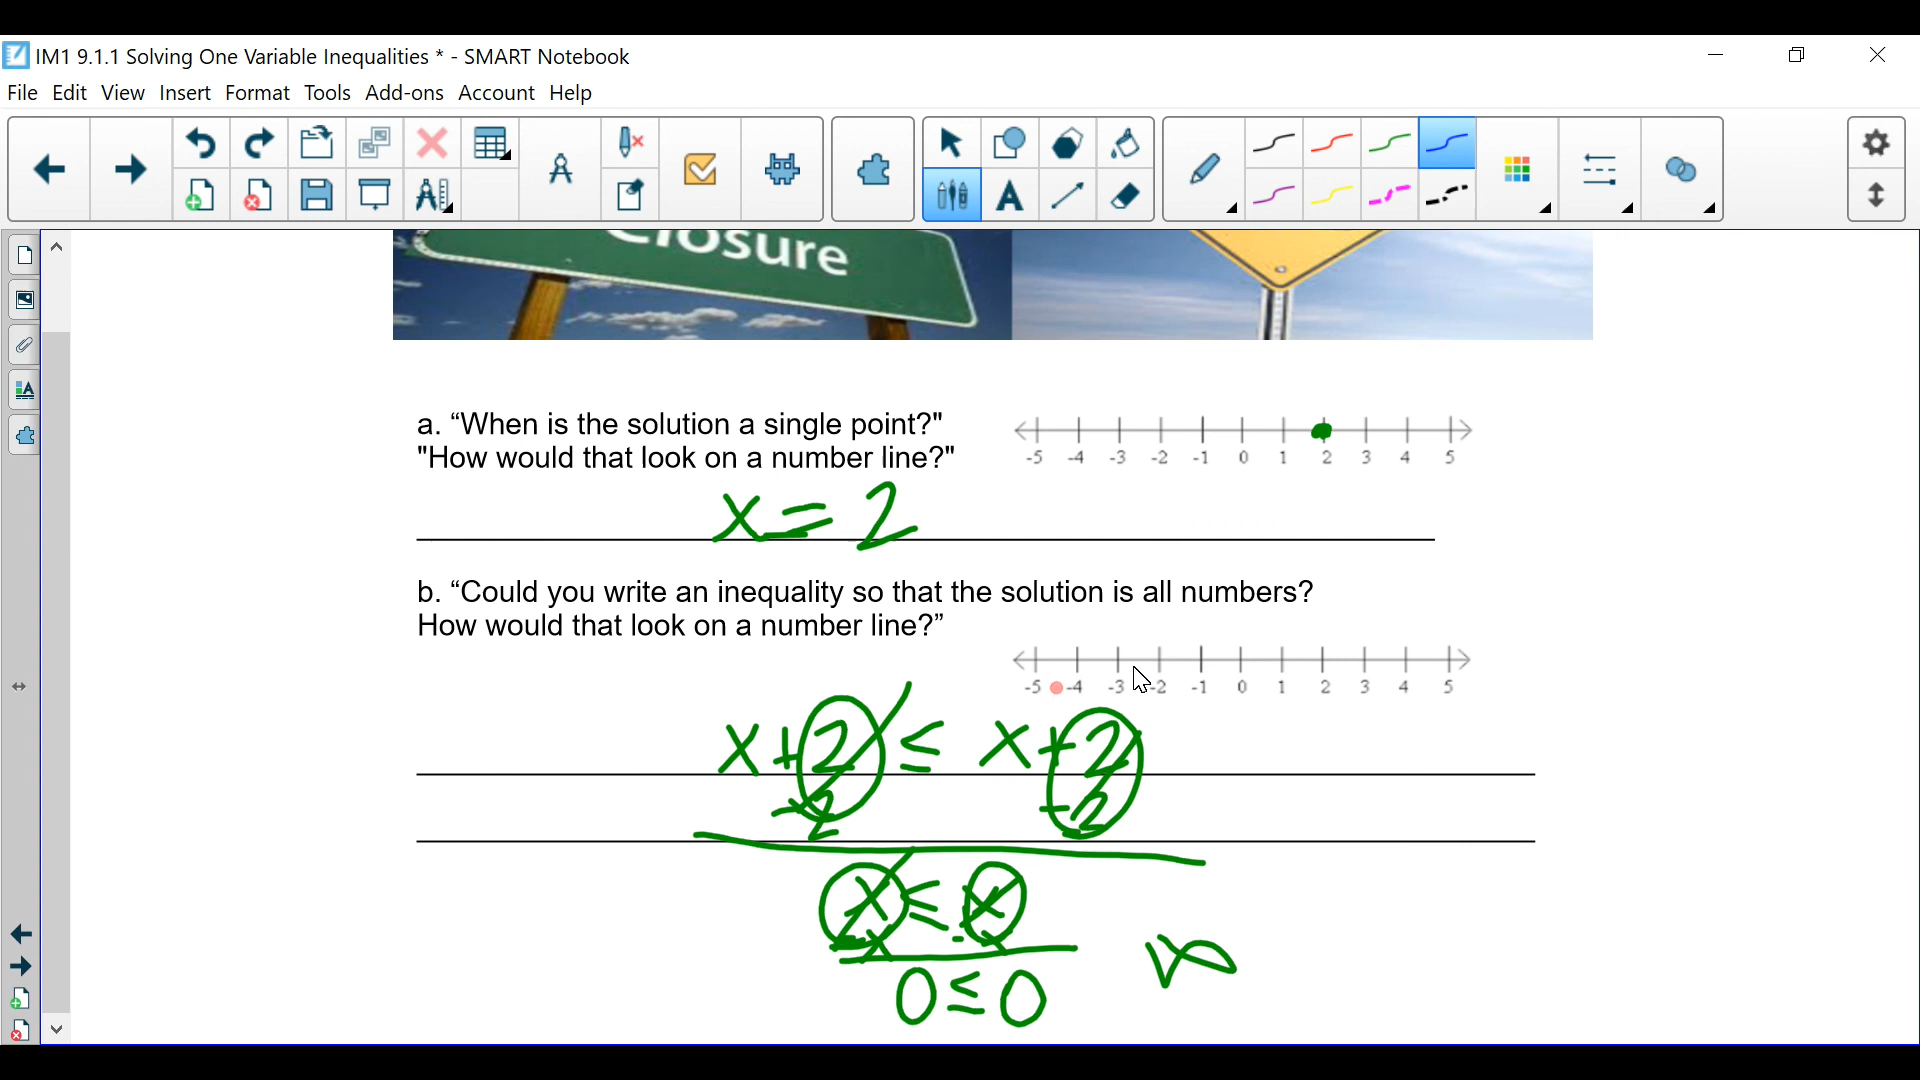 IM1 9.1.1 Solving One Variable Inequalities * - SMART Notebook
File Edit View Insert Format Tools Add-ons Account Help
Closure
a. “When is the solution a single point?"
"How would that look on a number line?"
-5 -4 -3 -2 -1 0 1 2 3 4 5
x = 2
b. “Could you write an inequality so that the solution is all numbers?
How would that look on a number line?”
-5 -4 -3 -2 -1 0 1 2 3 4 5
x + 2 ≤ x + 2
-2 -2
x ≤ x
-x -x
0 ≤ 0